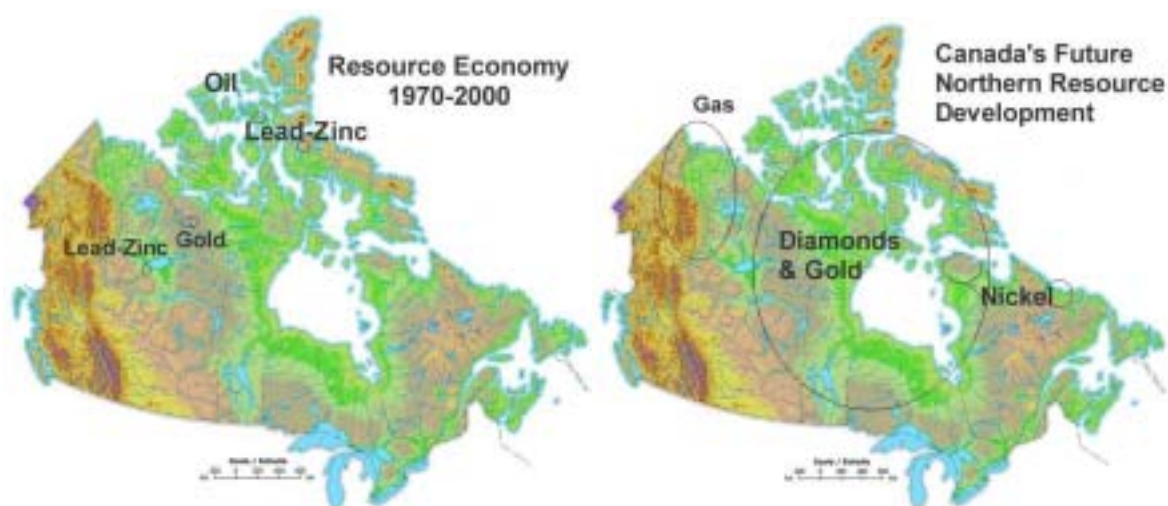 Oil
Resource Economy
1970-2000
Lead-Zinc
Lead-Zinc
Gold
Canada's Future
Northern Resource
Development
Gas
Diamonds
& Gold
Nickel